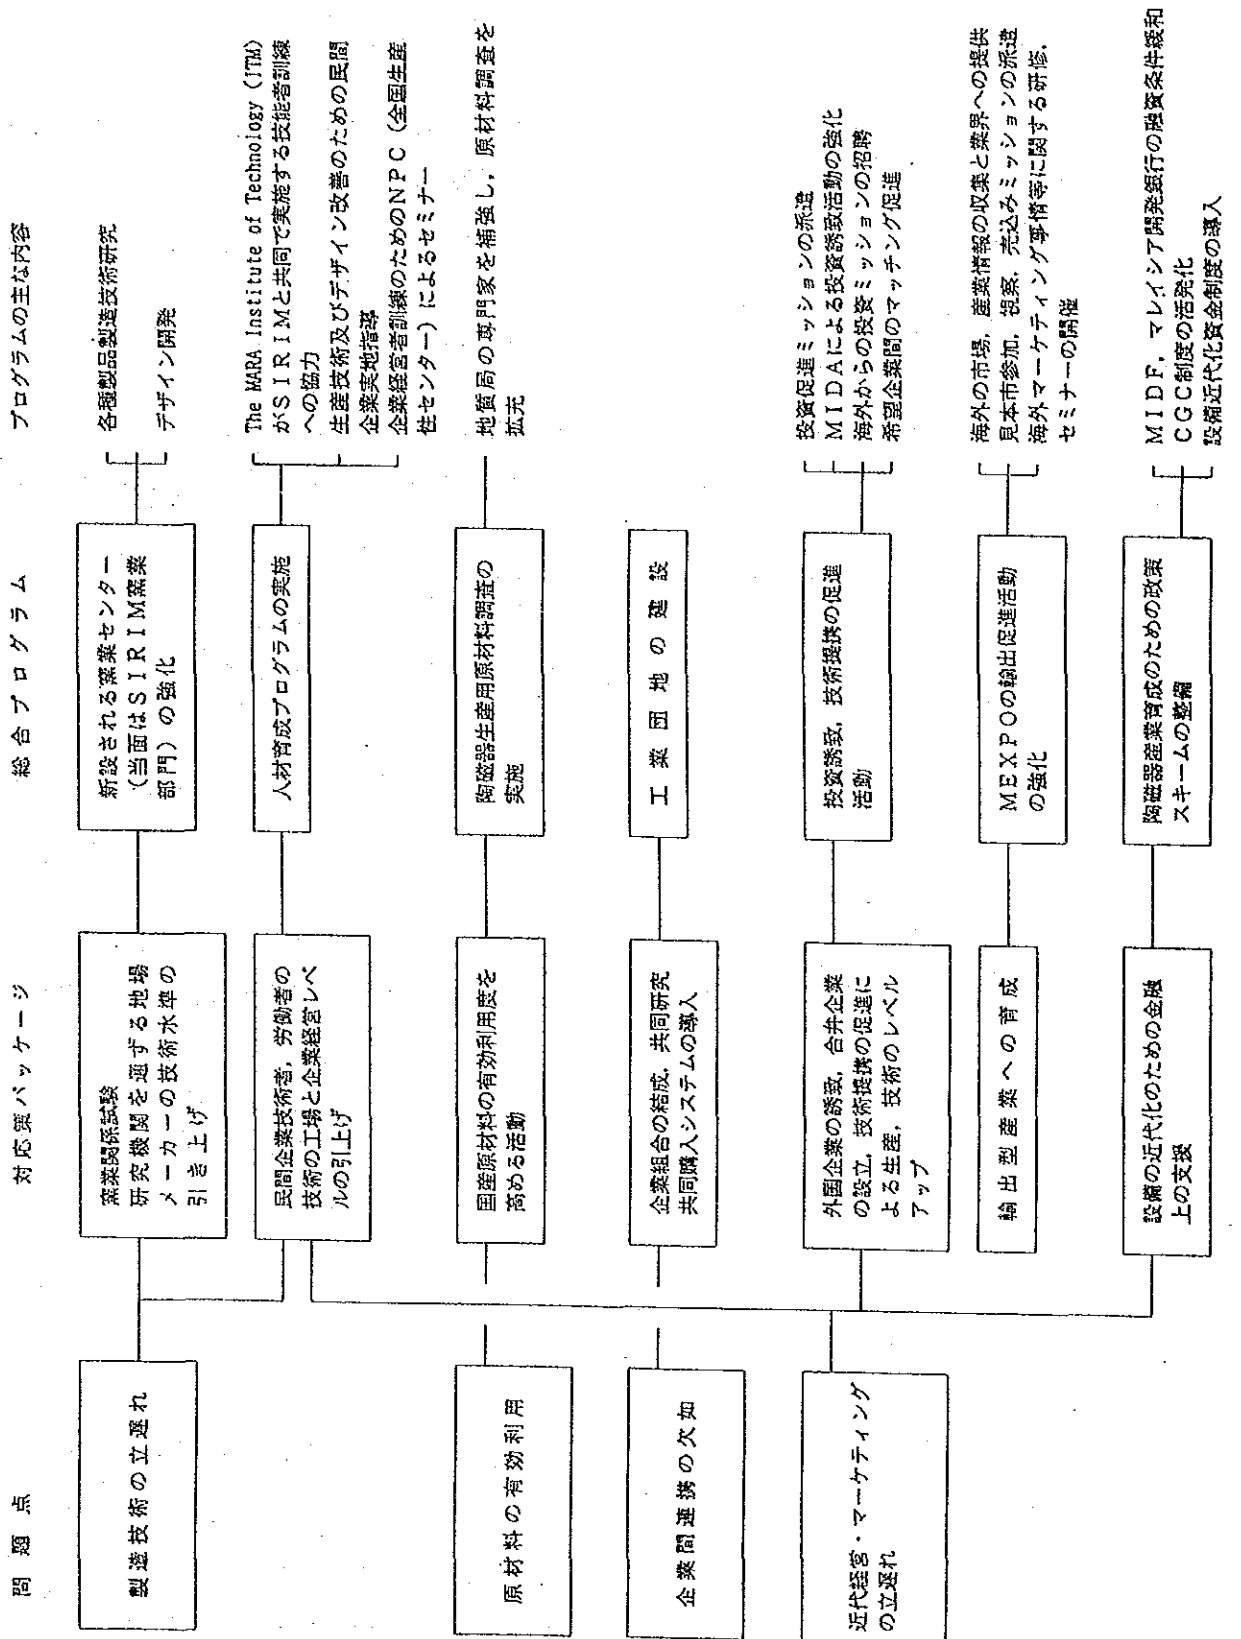 問題点
対応策パッケージ
総合プログラム
プログラムの主な内容
製造技術の立遅れ
窯業関係試験
研究機関を通ずる地場
メーカーの技術水準の
引き上げ
新設される窯業センター
(当面はSIRIM窯業
部門)の強化
各種製品製造技術研究
デザイン開発
民間企業技術者,労働者の
技術の工場と企業経営レベ
ルの引上げ
人材育成プログラムの実施
The MARA Institute of Technology (ITM)
がSIRIMと共同で実施する技能者訓練
への協力
生産技術及びデザイン改善のための民間
企業実地指導
企業経営者訓練のためのNPC(全国生産
性センター)によるセミナー
原材料の有効利用
国産原材料の有効利用度を
高める活動
陶磁器生産用原材料調査の
実施
地質局の専門家を補強し,原材料調査を
拡充
企業間連携の欠如
企業組合の結成,共同研究
共同購入システムの導入
工業団地の建設
近代経営・マーケティング
の立遅れ
外国企業の誘致,合弁企業
の設立,技術提携の促進に
よる生産,技術のレベル
アップ
投資誘致,技術提携の促進
活動
投資促進ミッションの派遣
MIDAによる投資誘致活動の強化
海外からの投資ミッションの招聘
希望企業間のマッチング促進
輸出型産業への育成
MEXPOの輸出促進活動
の強化
海外の市場,産業情報の収集と業界への提供
見本市参加,視察,売込みミッションの派遣
海外マーケティング事情等に関する研修,
セミナーの開催
設備の近代化のための金融
上の支援
陶磁器産業育成のための政策
スキームの整備
MIDF,マレイシア開発銀行の融資条件緩和
CGC制度の活発化
設備近代化資金制度の導入